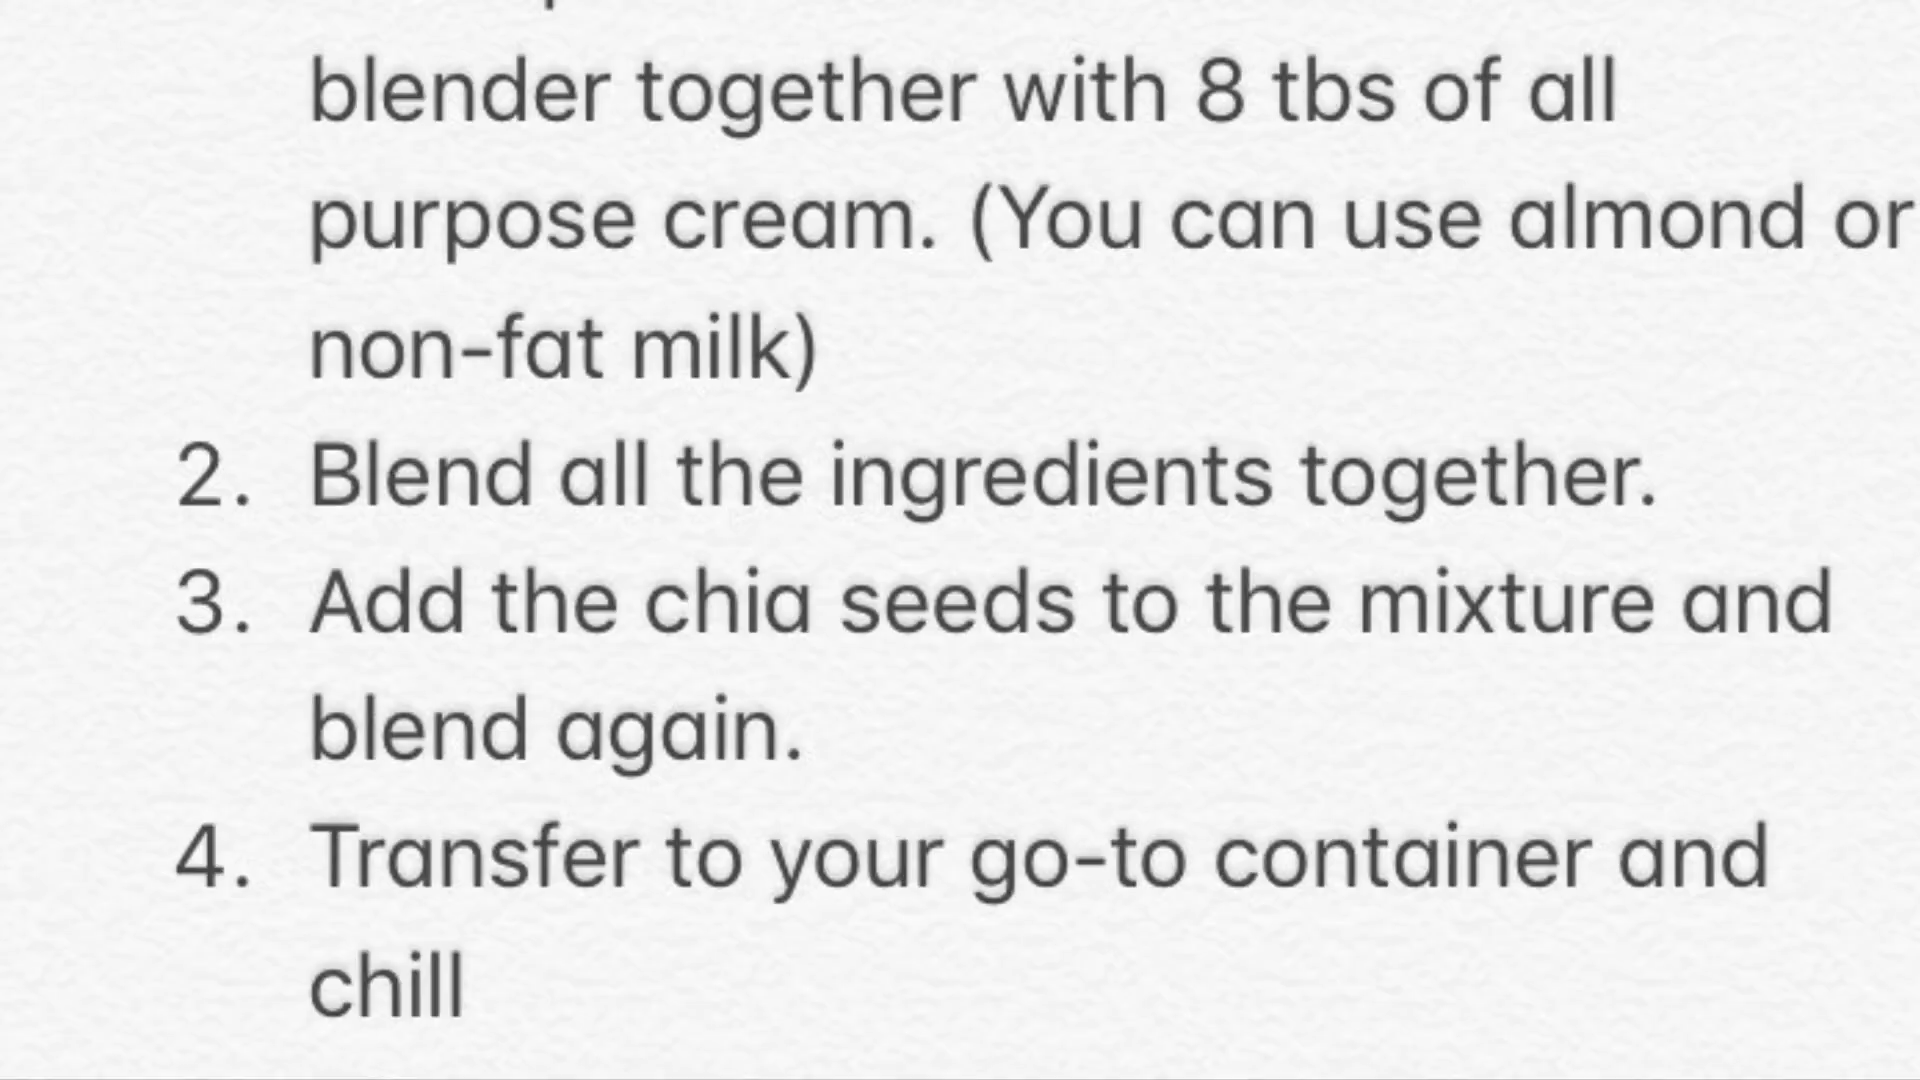 blender together with 8 tbs of all
purpose cream. (You can use almond or
non-fat milk)
2. Blend all the ingredients together.
3. Add the chia seeds to the mixture and
blend again.
4. Transfer to your go-to container and
chill